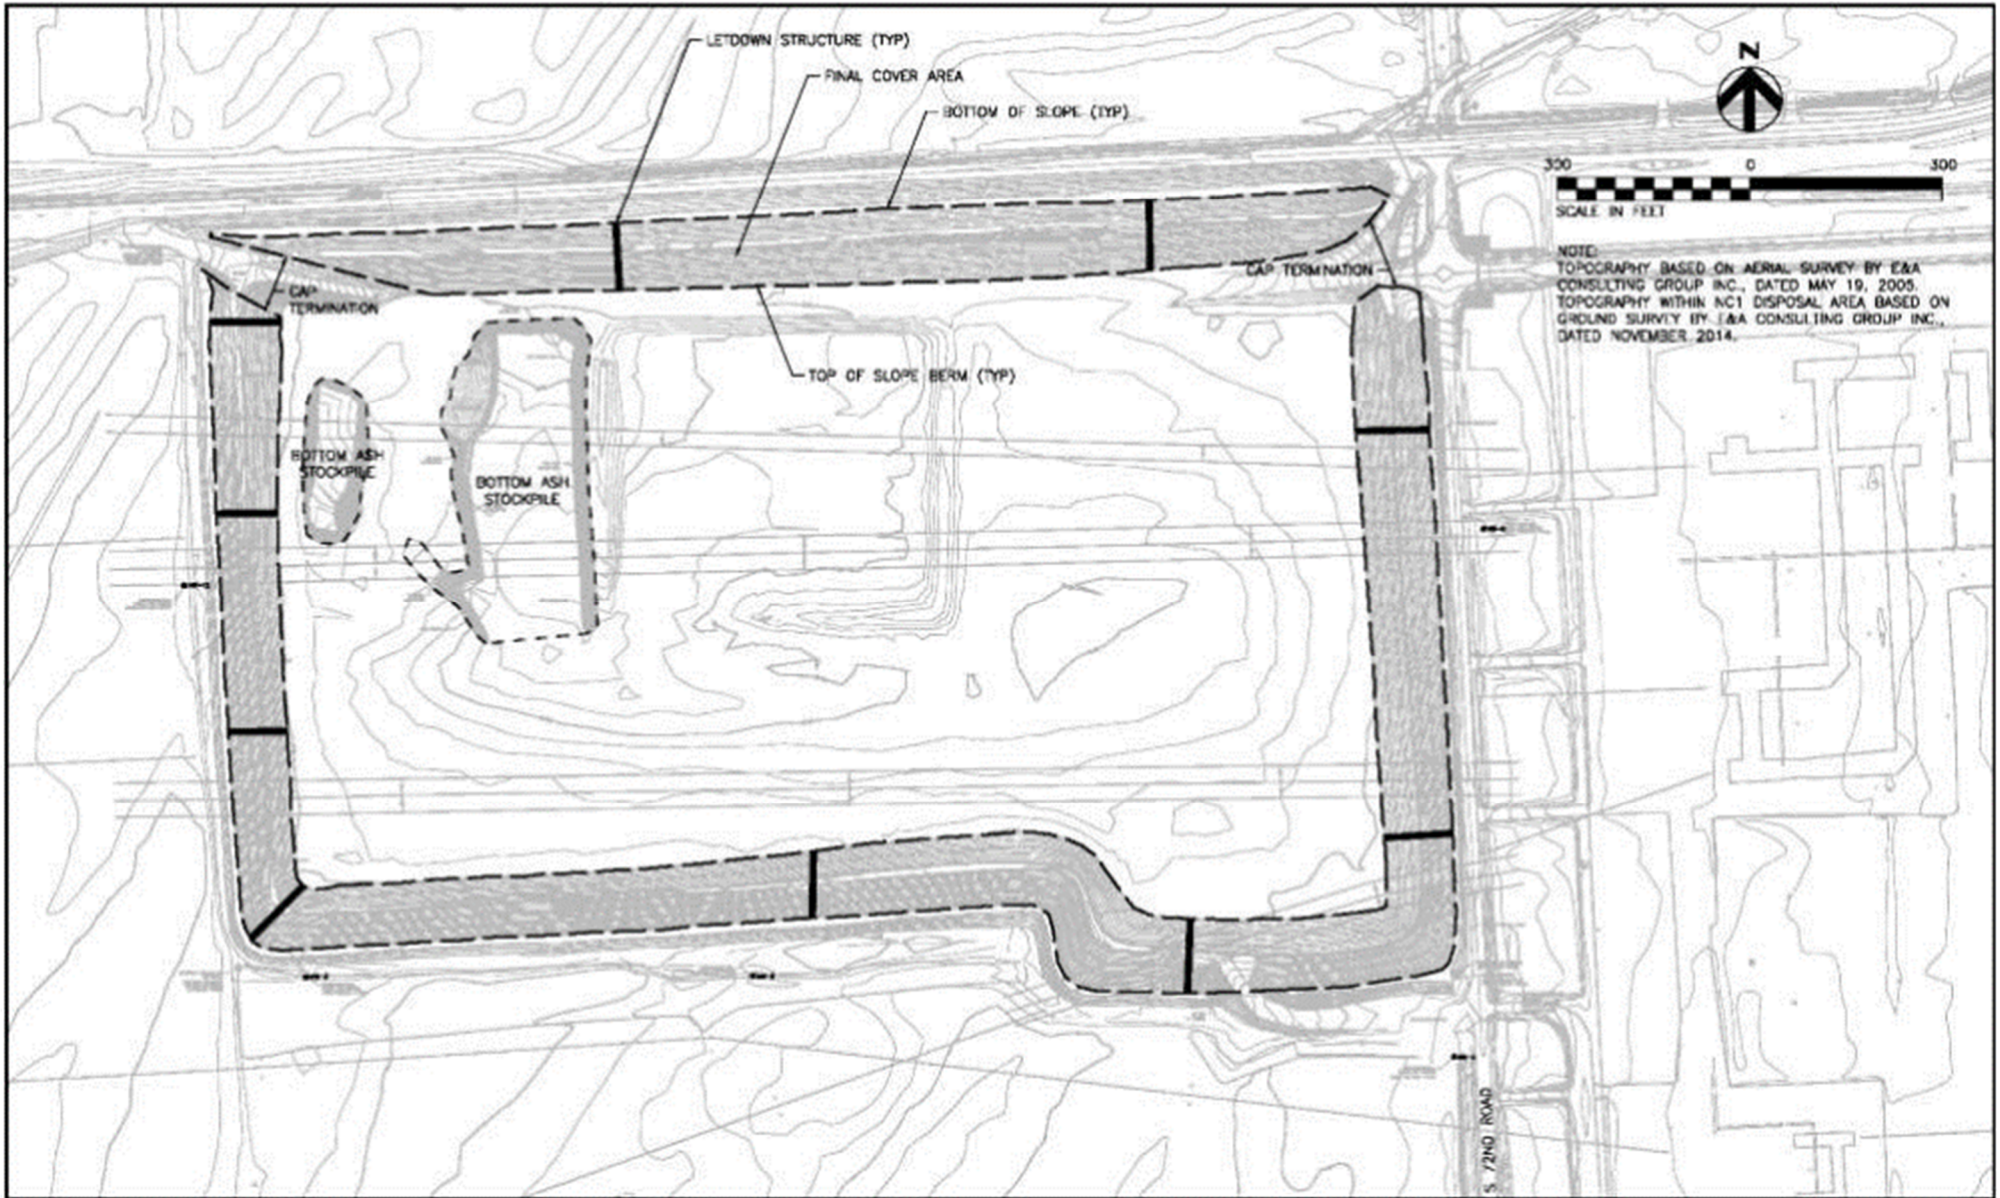 LETDOWN STRUCTURE (TYP)
FINAL COVER AREA
BOTTOM OF SLOPE (TYP)
N
300 0 300
SCALE IN FEET
NOTE:
TOPOGRAPHY BASED ON AERIAL SURVEY BY E&A
CONSULTING GROUP INC., DATED MAY 19, 2005.
TOPOGRAPHY WITHIN NC1 DISPOSAL AREA BASED ON
GROUND SURVEY BY E&A CONSULTING GROUP INC.,
DATED NOVEMBER 2014.
CAP TERMINATION
CAP
TERMINATION
TOP OF SLOPE BERM (TYP)
BOTTOM ASH
STOCKPILE
BOTTOM ASH
STOCKPILE
S 72ND ROAD